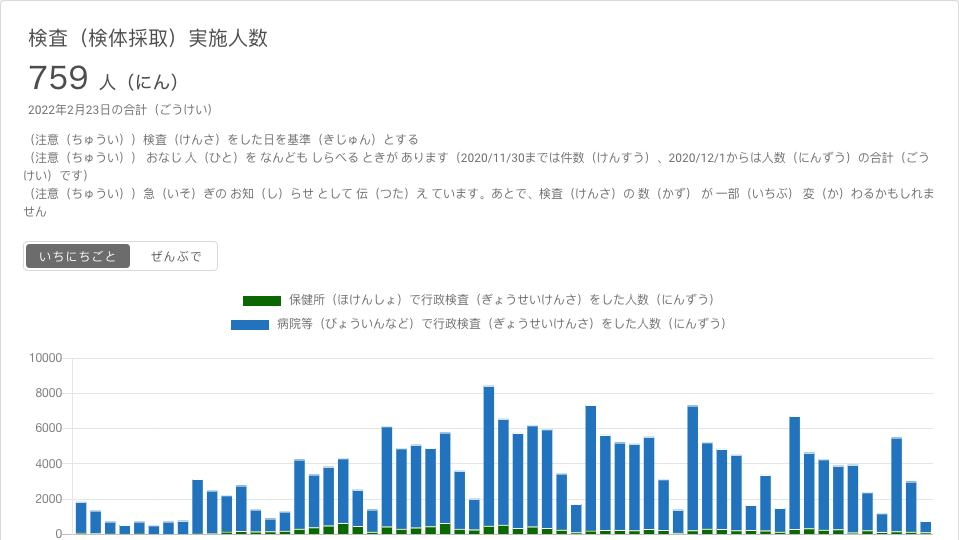 検査（検体採取）実施人数
759 人（にん）
2022年2月23日の合計（ごうけい）
（注意（ちゅうい））検査（けんさ）をした日を基準（きじゅん）とする
（注意（ちゅうい）） おなじ 人（ひと）を なんども しらべる ときが あります（2020/11/30までは件数（けんすう）、2020/12/1からは人数（にんずう）の合計（ごう
けい）です）
（注意（ちゅうい））急（いそ）ぎの お知（し）らせ として 伝（つた）え ています。あとで、検査（けんさ）の 数（かず） が 一部（いちぶ） 変（か）わるかもしれま
せん
いちにちごと ぜんぶで
保健所（ほけんしょ）で行政検査（ぎょうせいけんさ）をした人数（にんずう）
病院等（びょういんなど）で行政検査（ぎょうせいけんさ）をした人数（にんずう）
10000
8000
6000
4000
2000
0